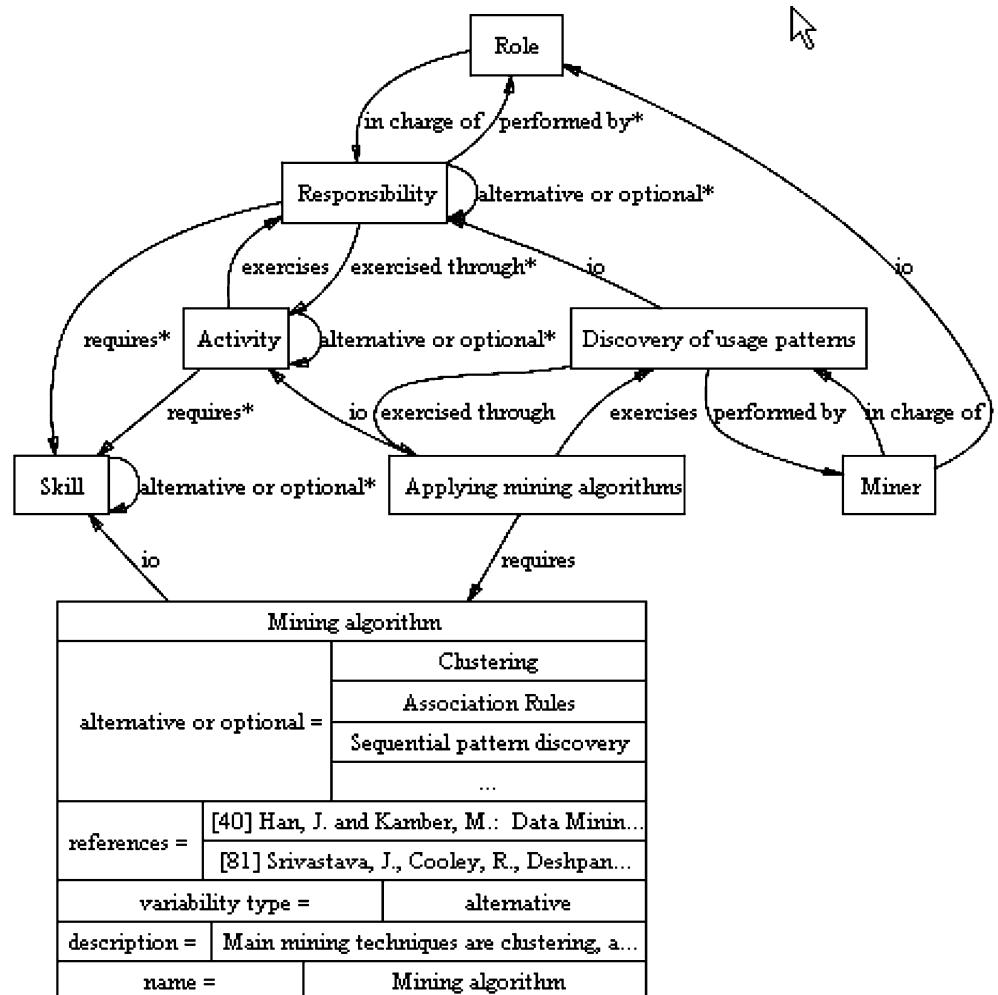 Role
in charge of performed by*
Responsibility alternative or optional*
exercises exercised through* io io
requires* Activity alternative or optional* Discovery of usage patterns
requires* io exercised through exercises performed by in charge of
Skill alternative or optional* Applying mining algorithms Miner
io requires
Mining algorithm
alternative or optional =
Clustering
Association Rules
Sequential pattern discovery
...
references =
[40] Han, J. and Kamber, M.: Data Minin...
[81] Srivastava, J., Cooley, R., Deshpan...
variability type = alternative
description = Main mining techniques are clustering, a...
name = Mining algorithm